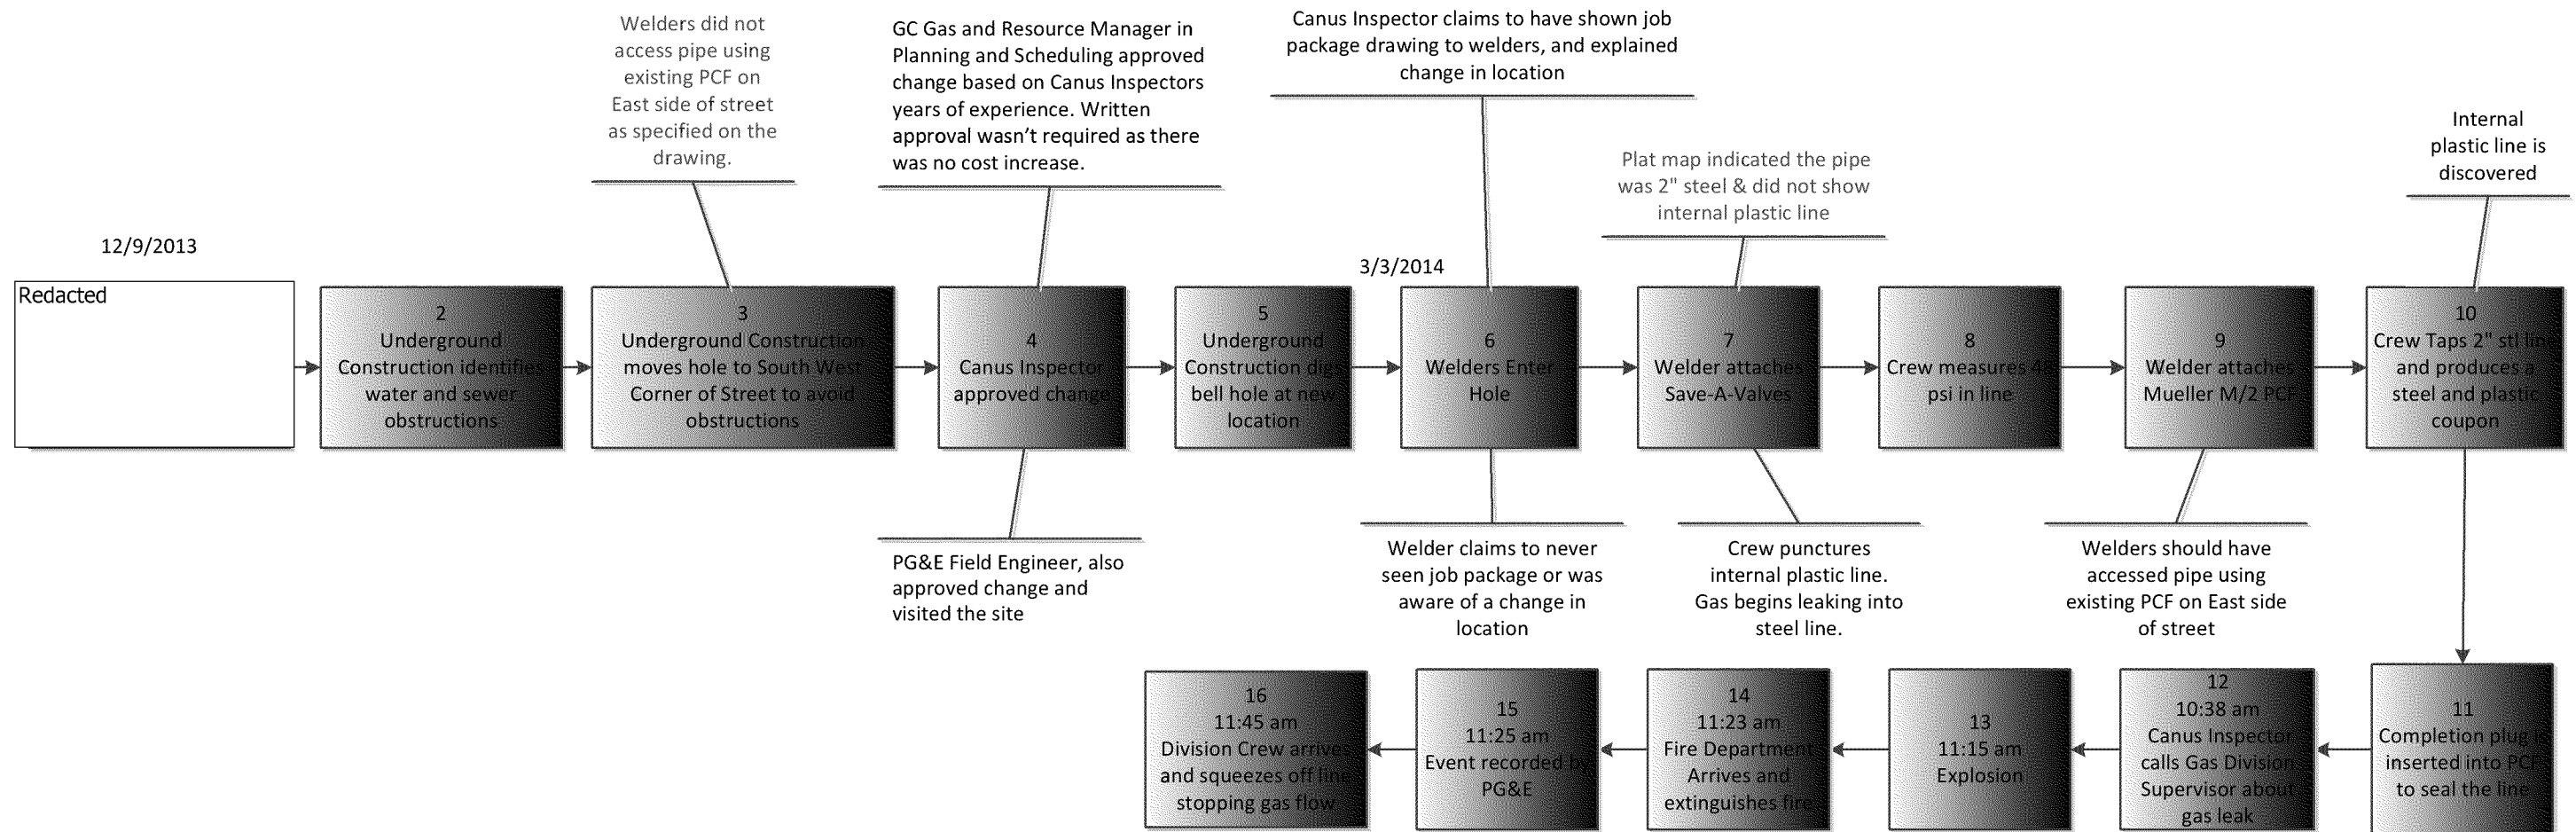 Welders did not
access pipe using
existing PCF on
East side of street
as specified on the
drawing.
GC Gas and Resource Manager in
Planning and Scheduling approved
change based on Canus Inspectors
years of experience. Written
approval wasn't required as there
was no cost increase.
Canus Inspector claims to have shown job
package drawing to welders, and explained
change in location
Plat map indicated the pipe
was 2" steel & did not show
internal plastic line
Internal
plastic line is
discovered
12/9/2013
3/3/2014
Redacted
2
Underground
Construction identifies
water and sewer
obstructions
3
Underground Construction
moves hole to South West
Corner of Street to avoid
obstructions
4
Canus Inspector
approved change
5
Underground
Construction digs
bell hole at new
location
6
Welders Enter
Hole
7
Welder attaches
Save-A-Valves
8
Crew measures
psi in line
9
Welder attaches
Mueller M/2 PCF
10
Crew Taps 2" stl line
and produces a
steel and plastic
coupon
PG&E Field Engineer, also
approved change and
visited the site
Welder claims to never
seen job package or was
aware of a change in
location
Crew punctures
internal plastic line.
Gas begins leaking into
steel line.
Welders should have
accessed pipe using
existing PCF on East side
of street
16
11:45 am
Division Crew arrives
and squeezes off line
stopping gas flow
15
11:25 am
Event recorded by
PG&E
14
11:23 am
Fire Department
Arrives and
extinguishes fire
13
11:15 am
Explosion
12
10:38 am
Canus Inspector
calls Gas Division
Supervisor about
gas leak
11
Completion plug is
inserted into PCF
to seal the line